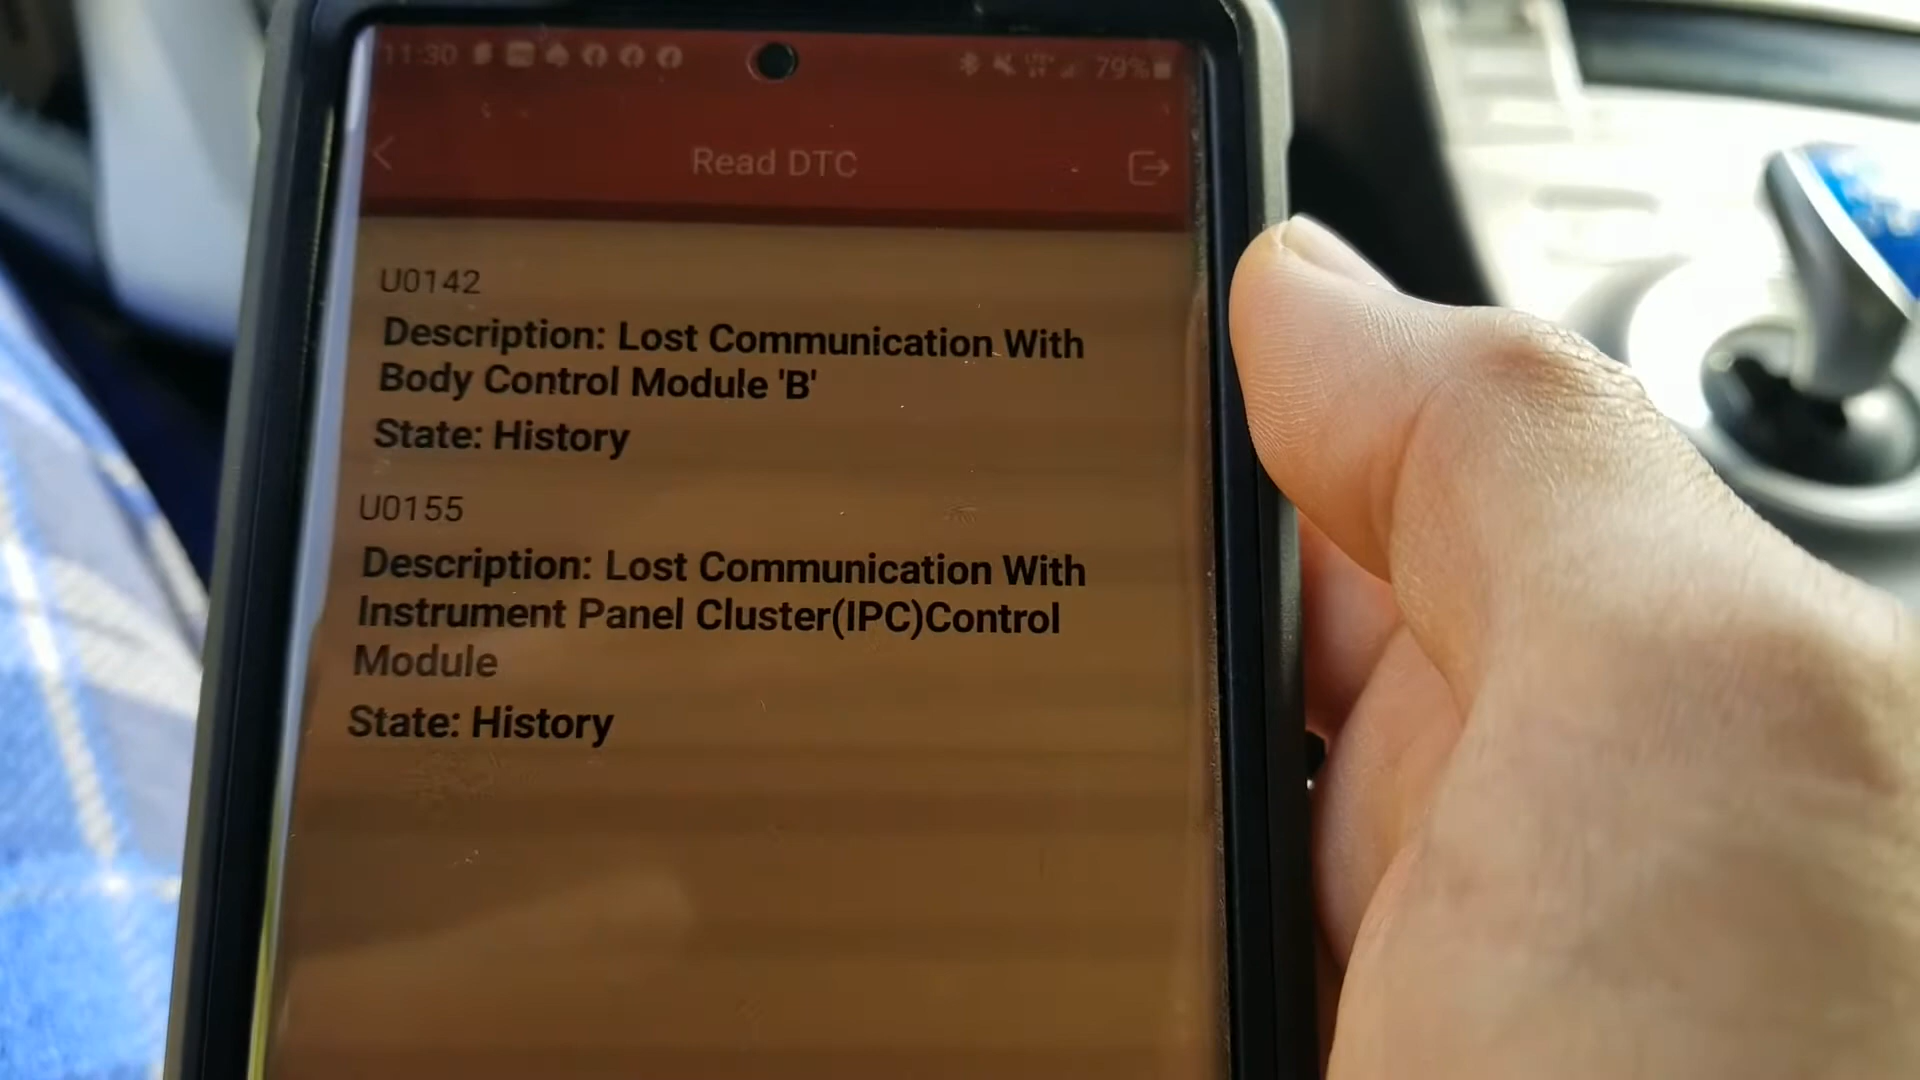 11:30 79%
Read DTC
U0142
Description: Lost Communication With
Body Control Module 'B'
State: History
U0155
Description: Lost Communication With
Instrument Panel Cluster(IPC)Control
Module
State: History